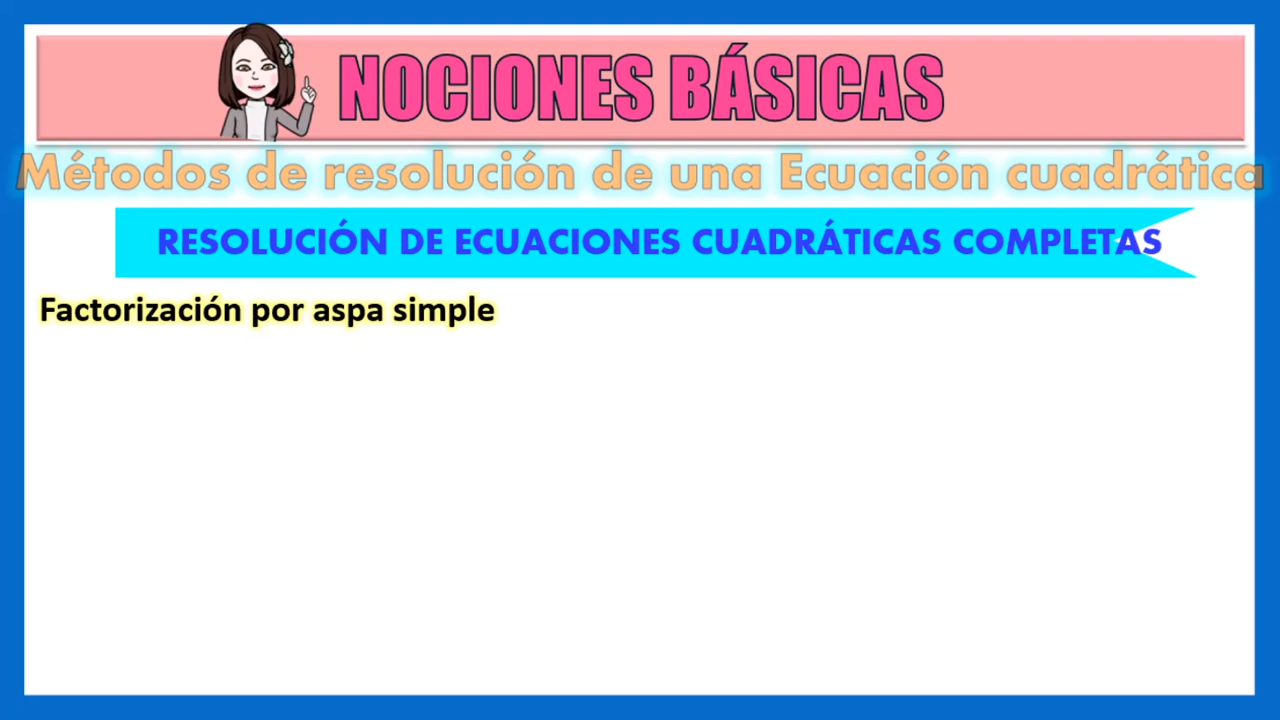 NOCIONES BÁSICAS
Métodos de resolución de una Ecuación cuadrática
RESOLUCIÓN DE ECUACIONES CUADRÁTICAS COMPLETAS
Factorización por aspa simple